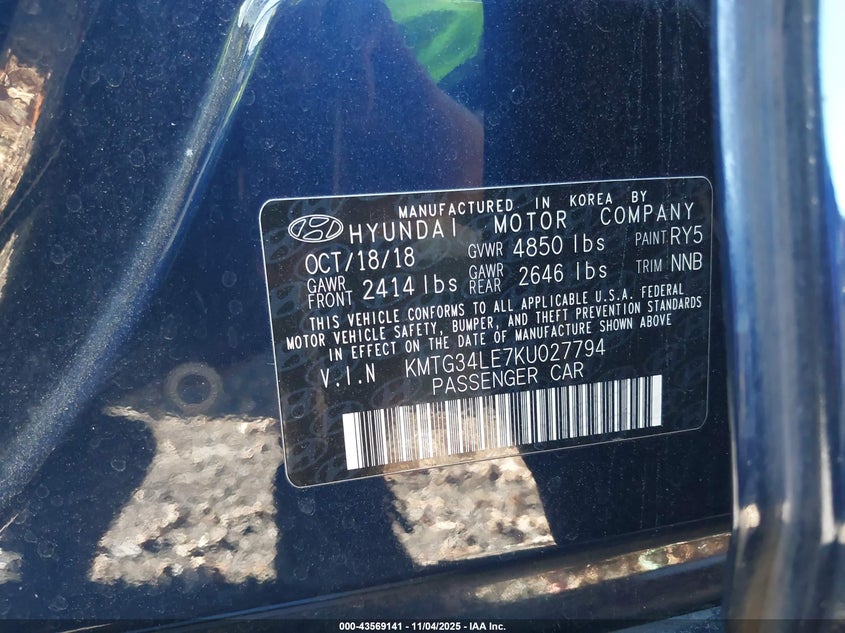 MANUFACTURED IN KOREA BY
HYUNDAI MOTOR COMPANY
OCT/18/18 GVWR 4850 lbs PAINT RY5
GAWR FRONT 2414 lbs GAWR REAR 2646 lbs TRIM NNB
THIS VEHICLE CONFORMS TO ALL APPLICABLE U.S.A. FEDERAL
MOTOR VEHICLE SAFETY, BUMPER, AND THEFT PREVENTION STANDARDS
IN EFFECT ON THE DATE OF MANUFACTURE SHOWN ABOVE
V.I.N KMTG34LE7KU027794
PASSENGER CAR
000-43569141 - 11/04/2025 - IAA Inc.